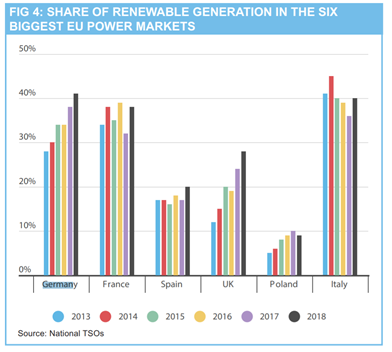 FIG 4: SHARE OF RENEWABLE GENERATION IN THE SIX
BIGGEST EU POWER MARKETS
50%
40%
30%
20%
10%
0%
Germany France Spain UK Poland Italy
2013 2014 2015 2016 2017 2018
Source: National TSOs